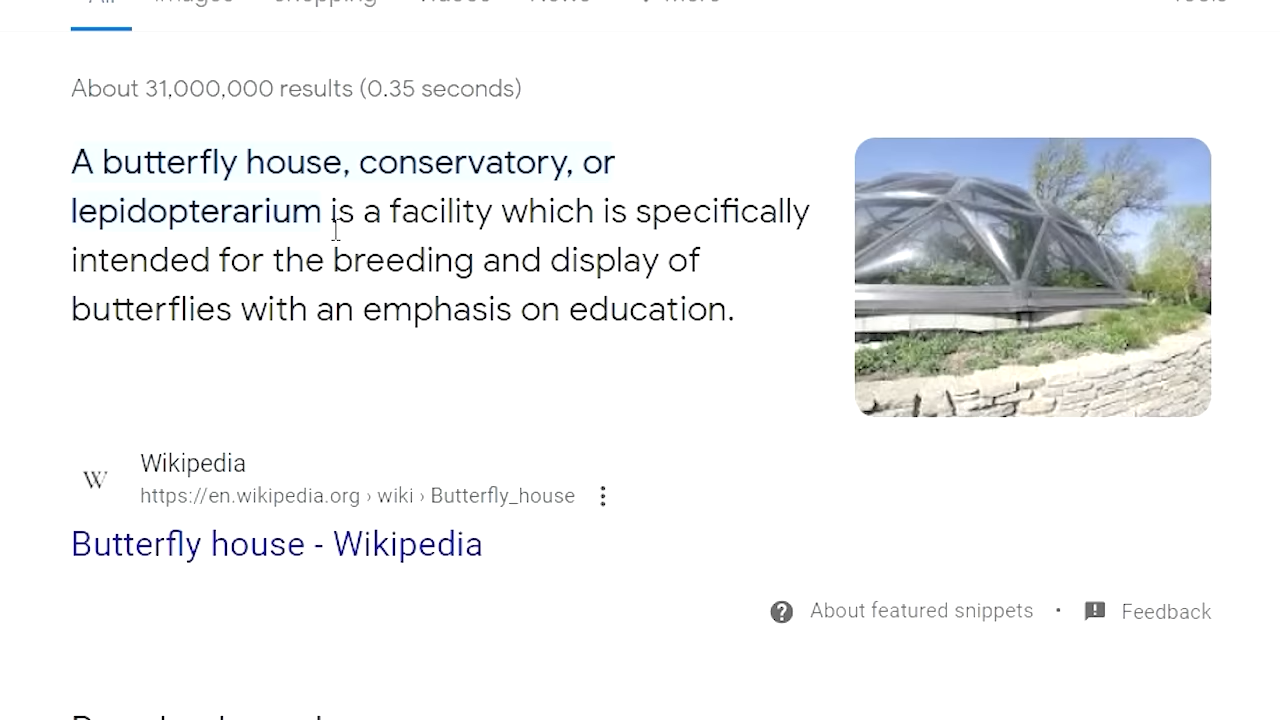 About 31,000,000 results (0.35 seconds)
A butterfly house, conservatory, or
lepidopterarium is a facility which is specifically
intended for the breeding and display of
butterflies with an emphasis on education.
W Wikipedia
https://en.wikipedia.org › wiki › Butterfly_house
Butterfly house - Wikipedia
About featured snippets • Feedback